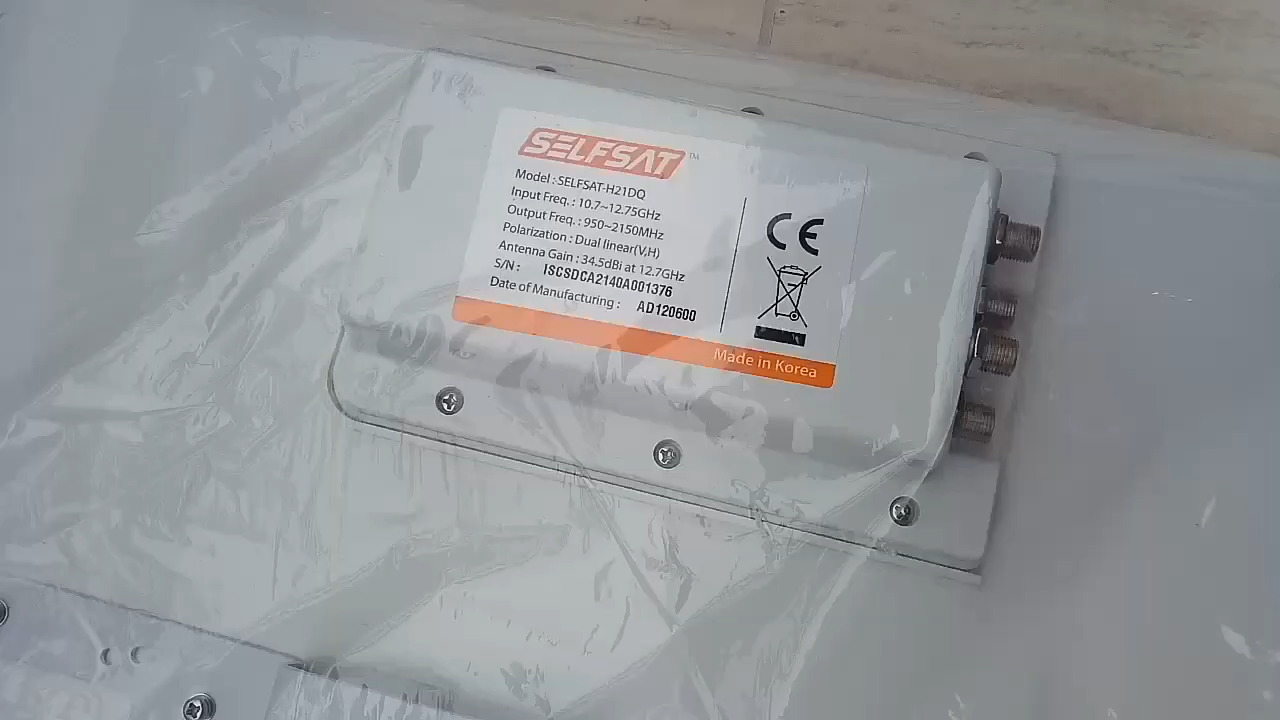 SELFSAT™
Model : SELFSAT-H21DQ
Input Freq. : 10.7~12.75GHz
Output Freq. : 950~2150MHz
Polarization : Dual linear(V,H)
Antenna Gain : 34.5dBi at 12.7GHz
S/N : ISCSDCA2140A001376
Date of Manufacturing : AD120600
CE
Made in Korea